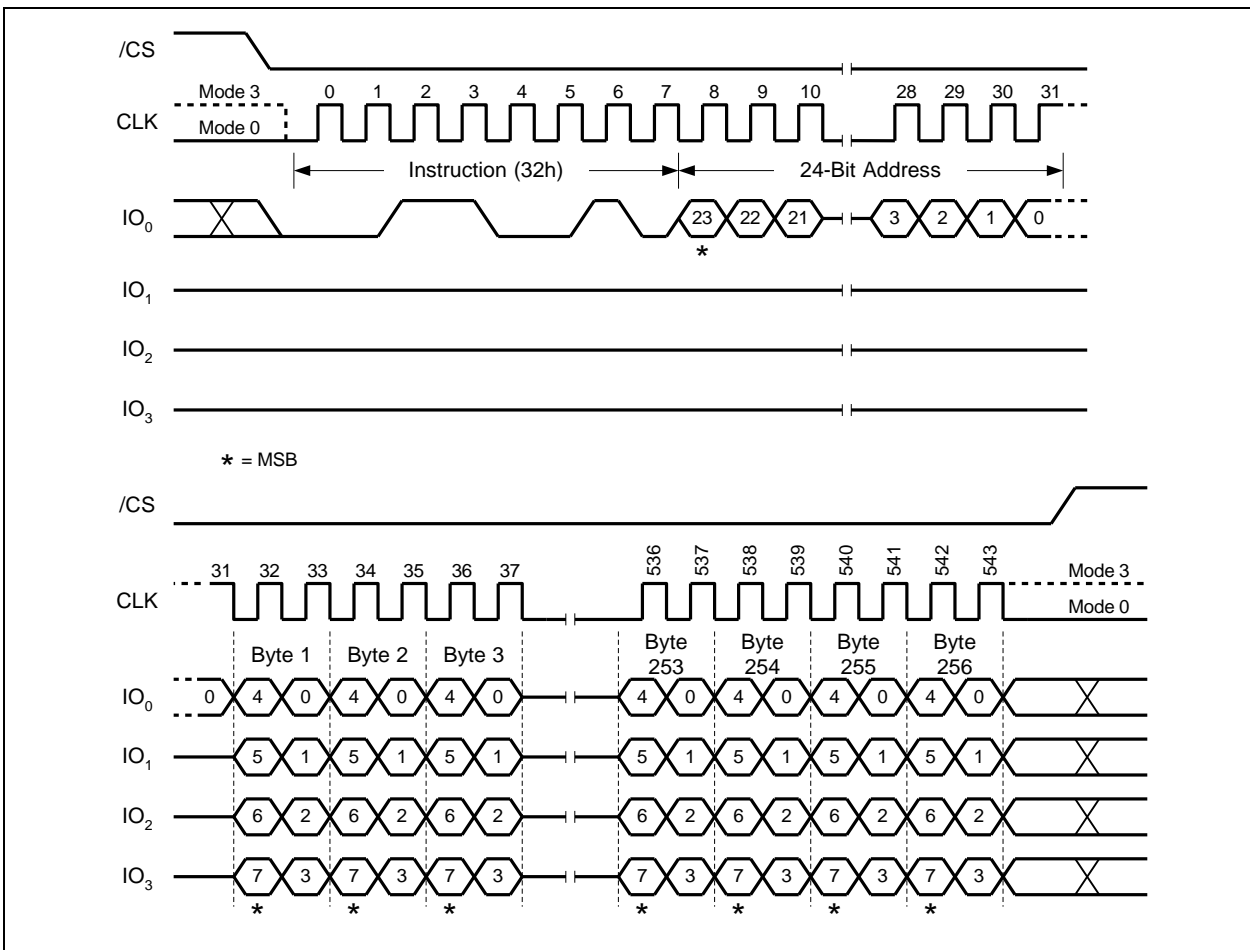 /CS
Mode 3 0 1 2 3 4 5 6 7 8 9 10 28 29 30 31
CLK
Mode 0
Instruction (32h) 24-Bit Address
IO0 23 22 21 3 2 1 0
*
IO1
IO2
IO3
* = MSB
/CS
31 32 33 34 35 36 37 536 537 538 539 540 541 542 543 Mode 3
CLK
Mode 0
Byte 1 Byte 2 Byte 3 Byte 253 Byte 254 Byte 255 Byte 256
IO0 0 4 0 4 0 4 0 4 0 4 0 4 0 4 0
IO1 5 1 5 1 5 1 5 1 5 1 5 1 5 1
IO2 6 2 6 2 6 2 6 2 6 2 6 2 6 2
IO3 7 3 7 3 7 3 7 3 7 3 7 3 7 3
* * * * * * *